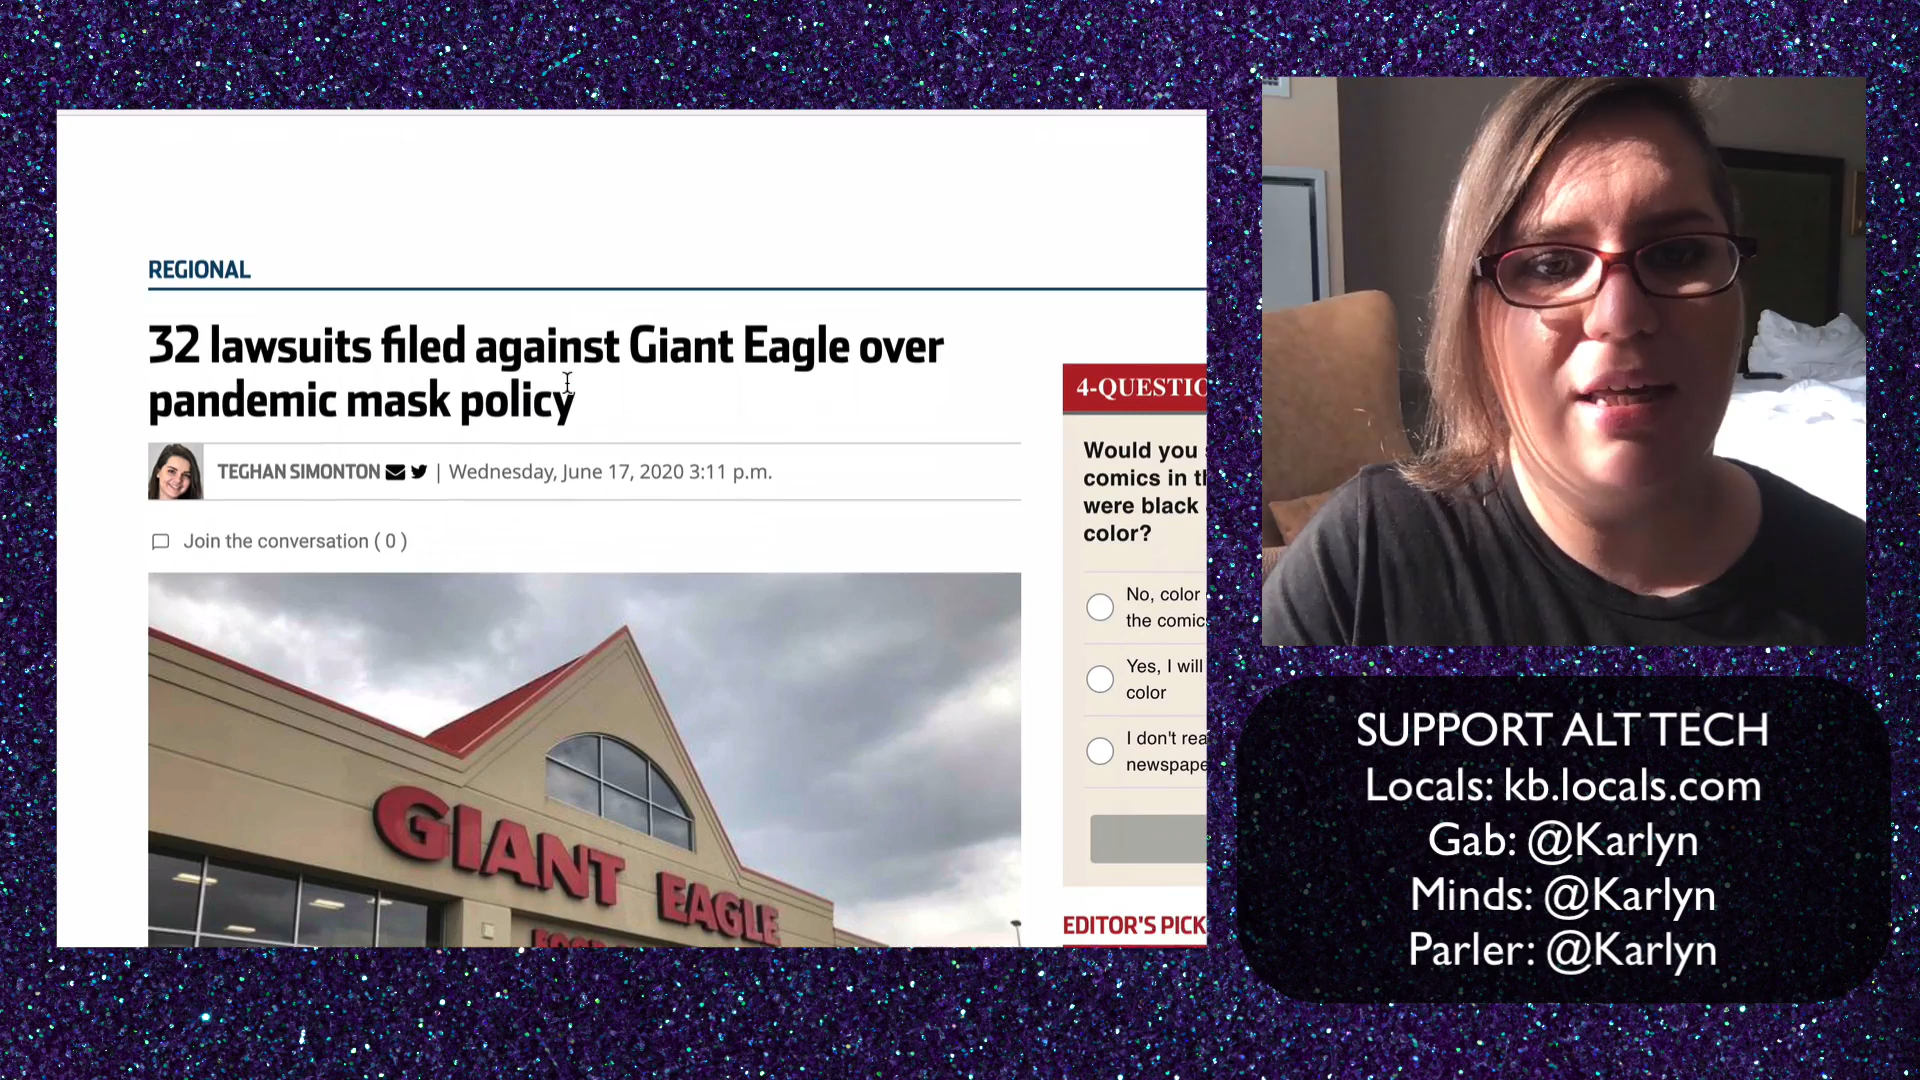 REGIONAL
32 lawsuits filed against Giant Eagle over
pandemic mask policy
TEGHAN SIMONTON | Wednesday, June 17, 2020 3:11 p.m.
Join the conversation ( 0 )
GIANT EAGLE
4-QUESTIO
Would you
comics in th
were black
color?
No, color
the comics
Yes, I will
color
I don't rea
newspape
EDITOR'S PICK
SUPPORT ALT TECH
Locals: kb.locals.com
Gab: @Karlyn
Minds: @Karlyn
Parler: @Karlyn